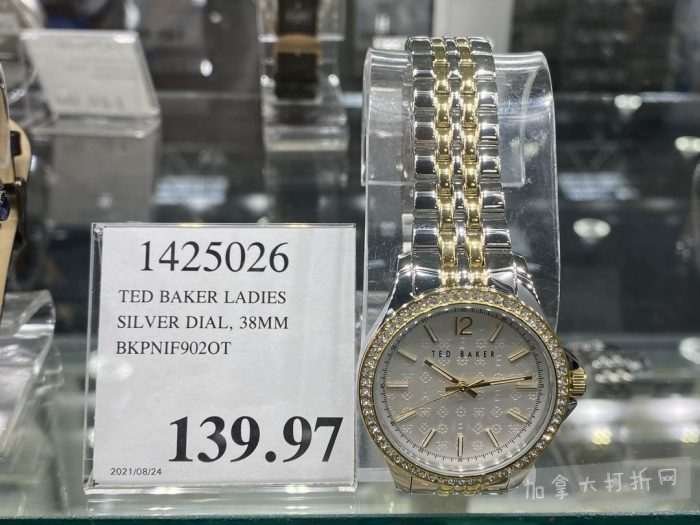 1425026
TED BAKER LADIES
SILVER DIAL, 38MM
BKPNIF902OT
139.97
2021/08/24
12
TED BAKER
加拿大打折网